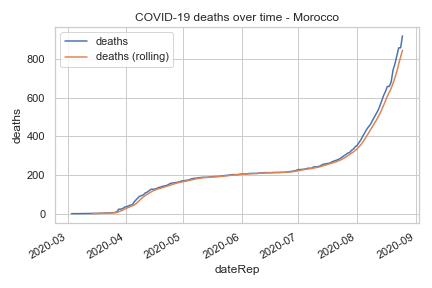 COVID-19 deaths over time - Morocco
deaths
deaths (rolling)
800
600
400
200
0
deaths
2020-03
2020-04
2020-05
2020-06
2020-07
2020-08
2020-09
dateRep